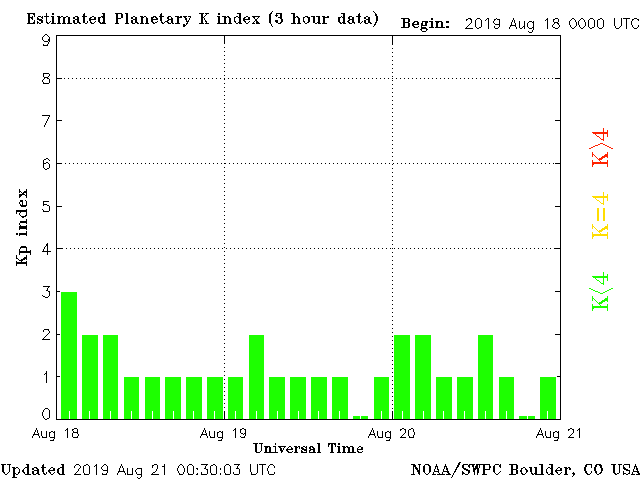 Estimated Planetary K index (3 hour data)
Begin: 2019 Aug 18 0000 UTC
9
8
7
6
5
4
3
2
1
0
Kp index
K>4
K=4
K<4
Aug 18
Aug 19
Aug 20
Aug 21
Universal Time
Updated 2019 Aug 21 00:30:03 UTC
NOAA/SWPC Boulder, CO USA